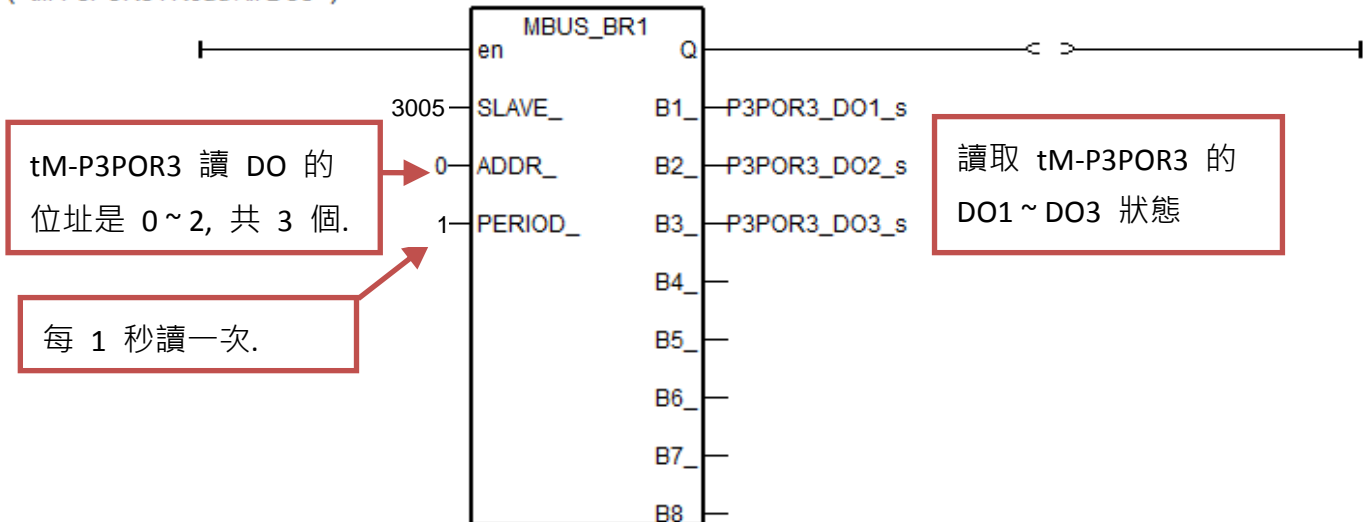 MBUS_BR1
en Q
3005 SLAVE_ B1_ P3POR3_DO1_s
0 ADDR_ B2_ P3POR3_DO2_s
1 PERIOD_ B3_ P3POR3_DO3_s
B4_
B5_
B6_
B7_
B8_
tM-P3POR3 讀 DO 的
位址是 0 ~ 2, 共 3 個.
每 1 秒讀一次.
讀取 tM-P3POR3 的
DO1 ~ DO3 狀態